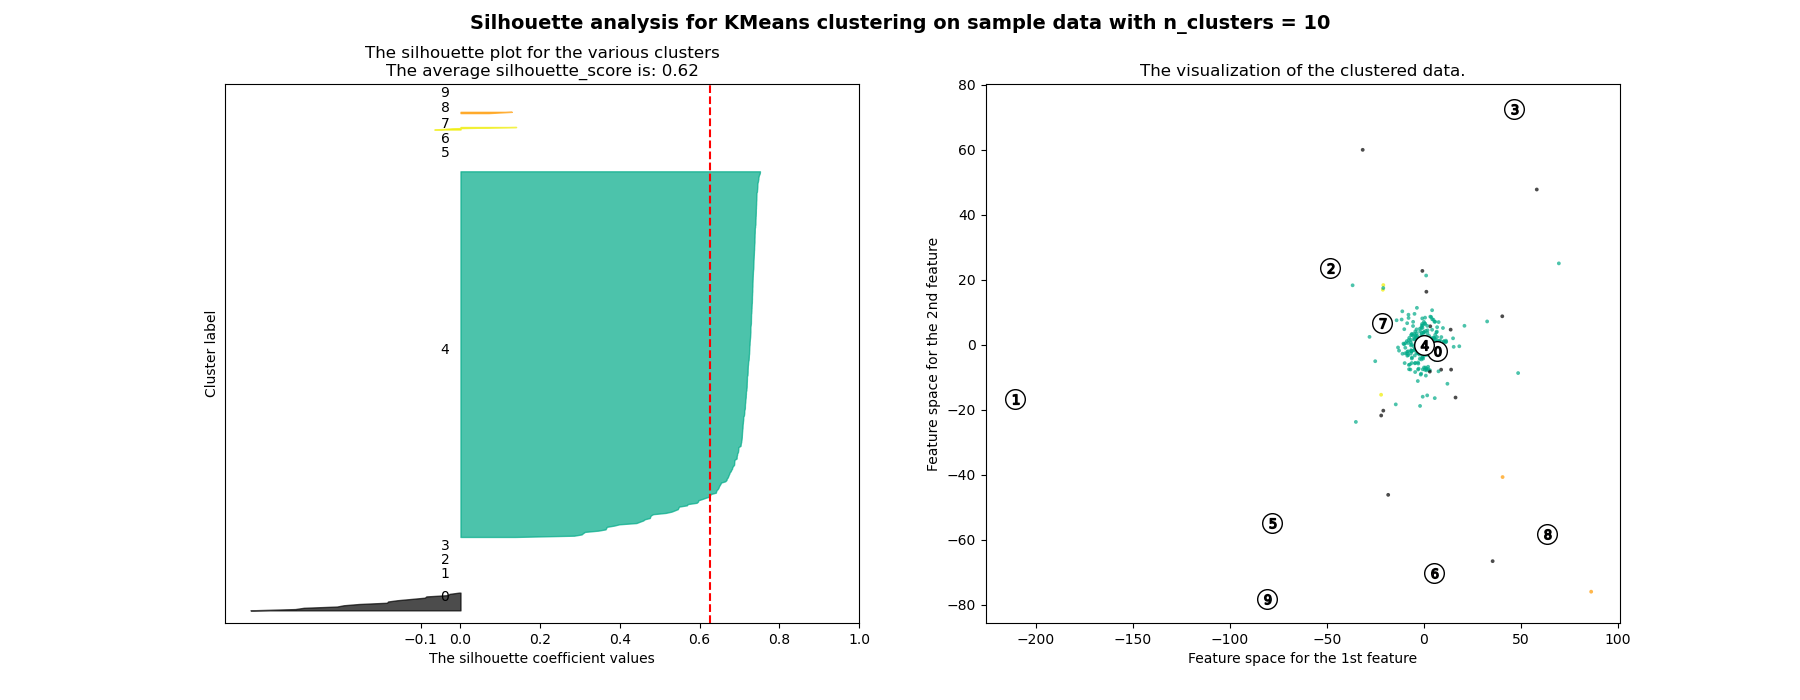 Silhouette analysis for KMeans clustering on sample data with n_clusters = 10
The silhouette plot for the various clusters
The average silhouette_score is: 0.62
9
8
7
6
5
4
3
2
1
0
Cluster label
−0.1 0.0 0.2 0.4 0.6 0.8 1.0
The silhouette coefficient values
The visualization of the clustered data.
80
60
40
20
0
−20
−40
−60
−80
Feature space for the 2nd feature
3
2
7
4
0
1
5
8
6
9
−200 −150 −100 −50 0 50 100
Feature space for the 1st feature